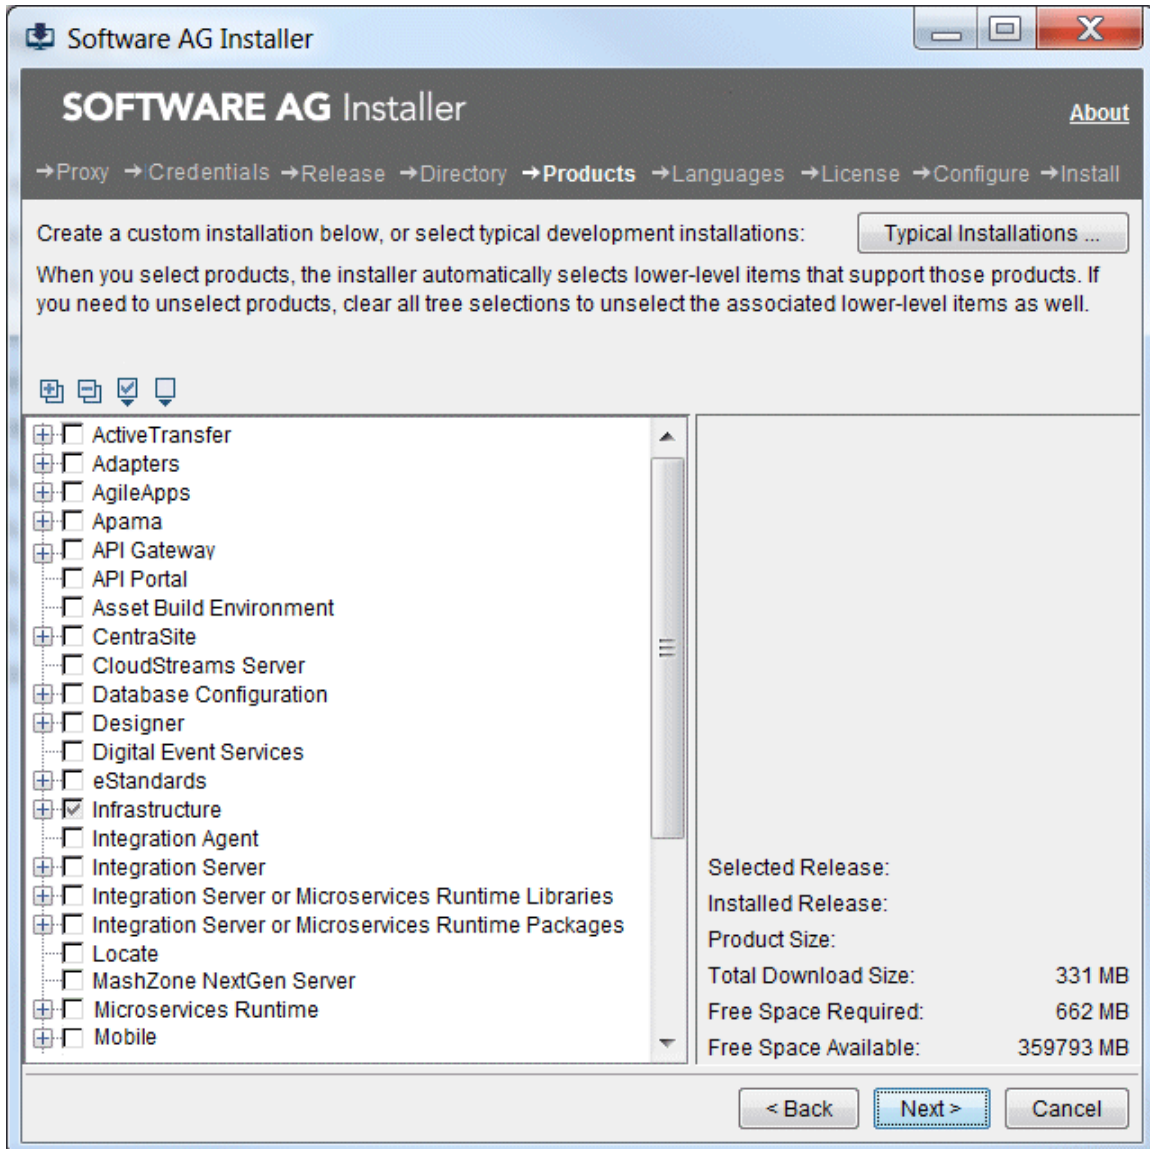 Software AG Installer
SOFTWARE AG Installer
About
→Proxy →Credentials →Release →Directory →Products →Languages →License →Configure →Install
Create a custom installation below, or select typical development installations:
Typical Installations ...
When you select products, the installer automatically selects lower-level items that support those products. If
you need to unselect products, clear all tree selections to unselect the associated lower-level items as well.
ActiveTransfer
Adapters
AgileApps
Apama
API Gateway
API Portal
Asset Build Environment
CentraSite
CloudStreams Server
Database Configuration
Designer
Digital Event Services
eStandards
Infrastructure
Integration Agent
Integration Server
Integration Server or Microservices Runtime Libraries
Integration Server or Microservices Runtime Packages
Locate
MashZone NextGen Server
Microservices Runtime
Mobile
Selected Release:
Installed Release:
Product Size:
Total Download Size: 331 MB
Free Space Required: 662 MB
Free Space Available: 359793 MB
< Back
Next >
Cancel